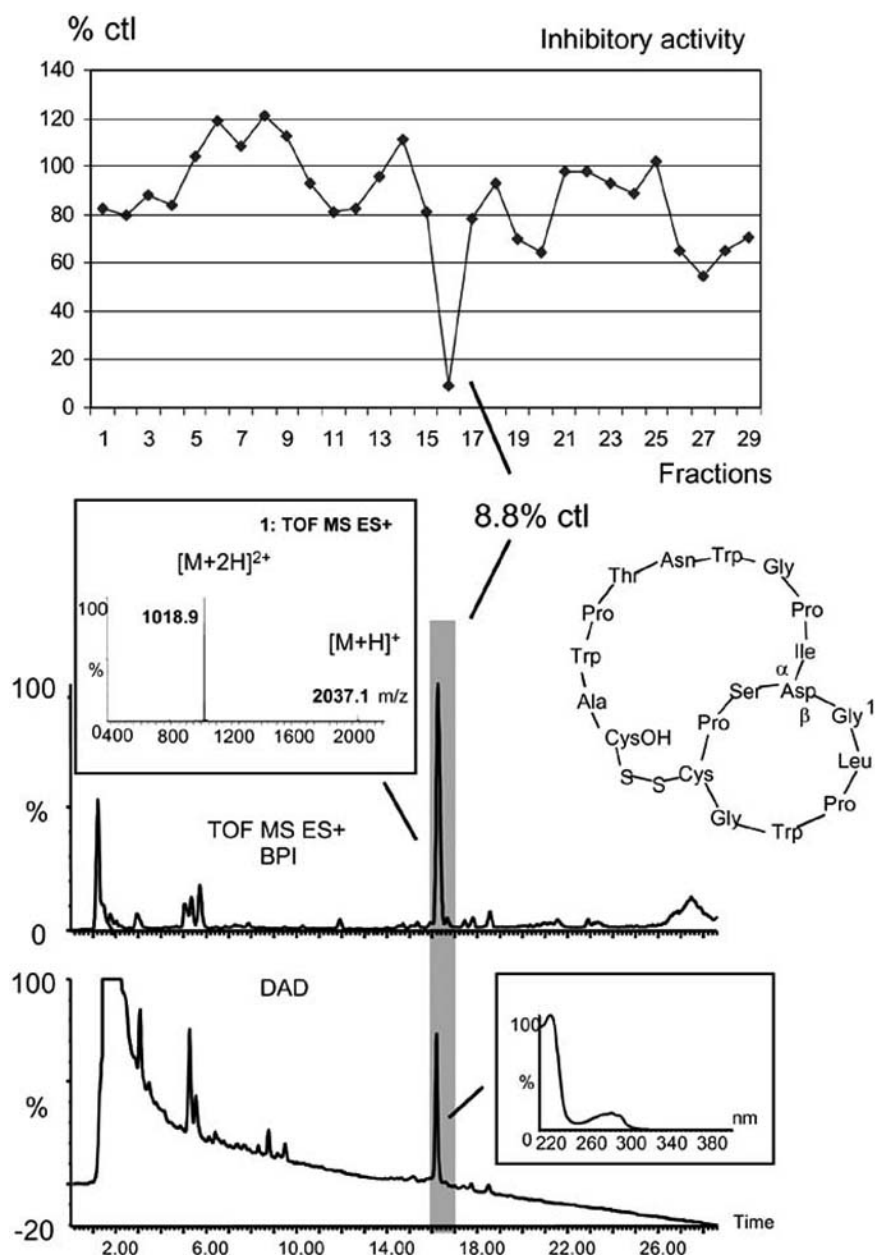 % ctl
Inhibitory activity
140
120
100
80
60
40
20
0
1 3 5 7 9 11 13 15 17 19 21 23 25 27 29
Fractions
8.8% ctl
1: TOF MS ES+
[M+2H]2+
100
1018.9
[M+H]+
%
2037.1 m/z
0
400 800 1200 1600 2200
Thr Asn Trp Gly
Pro Pro
Trp Ile
α
Ala Ser Asp
β
Pro Gly 1
CysOH
Leu
S S Cys
Pro
Gly Trp
100
%
TOF MS ES+
BPI
0
100
DAD
%
-20
100
%
nm
0
220 260 300 340 380
Time
2.00 6.00 10.00 14.00 18.00 22.00 26.00